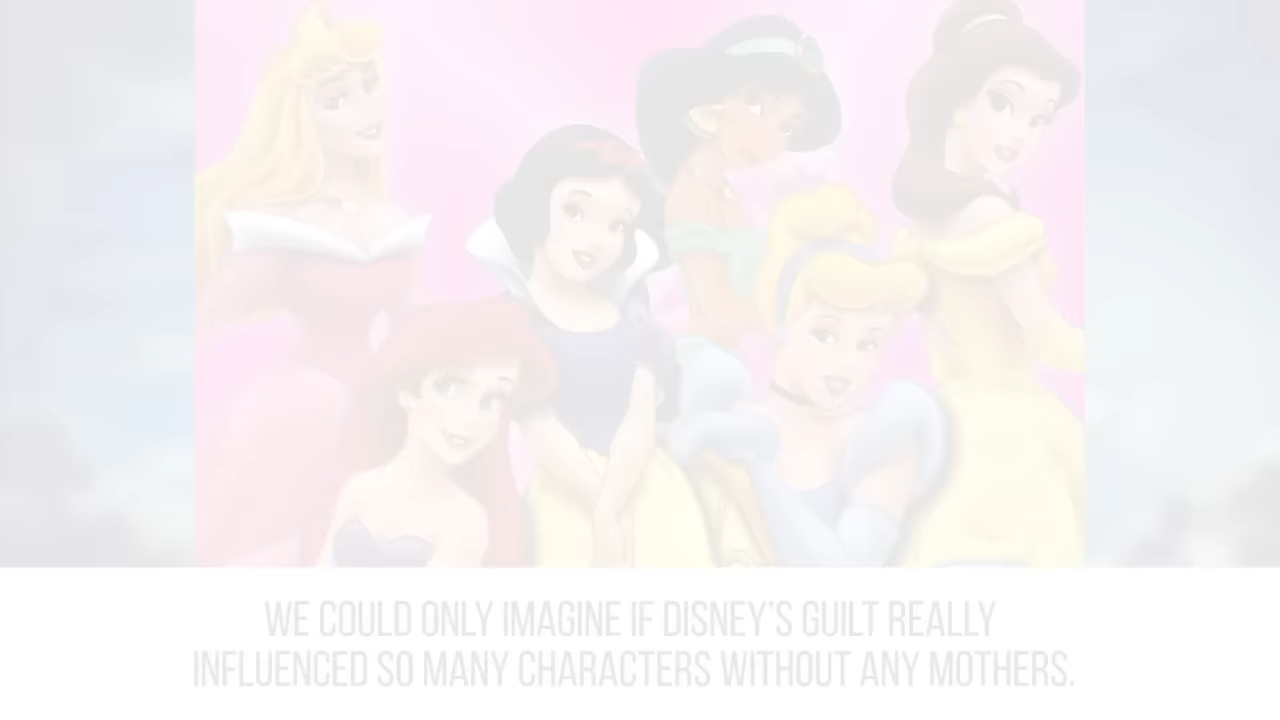 WE COULD ONLY IMAGINE IF DISNEY'S GUILT REALLY
INFLUENCED SO MANY CHARACTERS WITHOUT ANY MOTHERS.